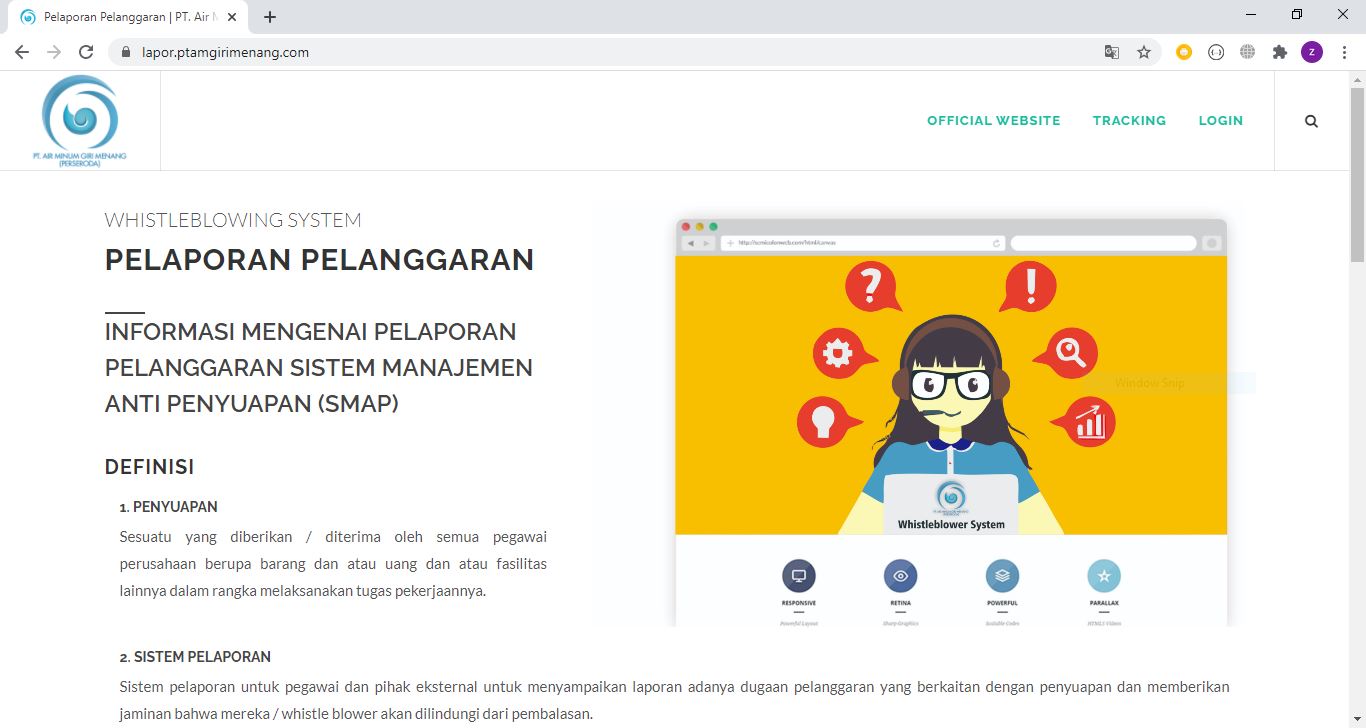 Pelaporan Pelanggaran | PT. Air M
lapor.ptamgirimenang.com
Z
PT. AIR MINUM GIRI MENANG
(PERSERODA)
OFFICIAL WEBSITE
TRACKING
LOGIN
WHISTLEBLOWING SYSTEM
PELAPORAN PELANGGARAN
INFORMASI MENGENAI PELAPORAN
PELANGGARAN SISTEM MANAJEMEN
ANTI PENYUAPAN (SMAP)
DEFINISI
1. PENYUAPAN
Sesuatu yang diberikan / diterima oleh semua pegawai
perusahaan berupa barang dan atau uang dan atau fasilitas
lainnya dalam rangka melaksanakan tugas pekerjaannya.
http://semicolonweb.com/html/canvas
?
!
Window Snip
Whistleblower System
RESPONSIVE
Powerful Layout
RETINA
Sharp Graphics
POWERFUL
Scalable Codes
PARALLAX
HTML5 Videos
2. SISTEM PELAPORAN
Sistem pelaporan untuk pegawai dan pihak eksternal untuk menyampaikan laporan adanya dugaan pelanggaran yang berkaitan dengan penyuapan dan memberikan
jaminan bahwa mereka / whistle blower akan dilindungi dari pembalasan.